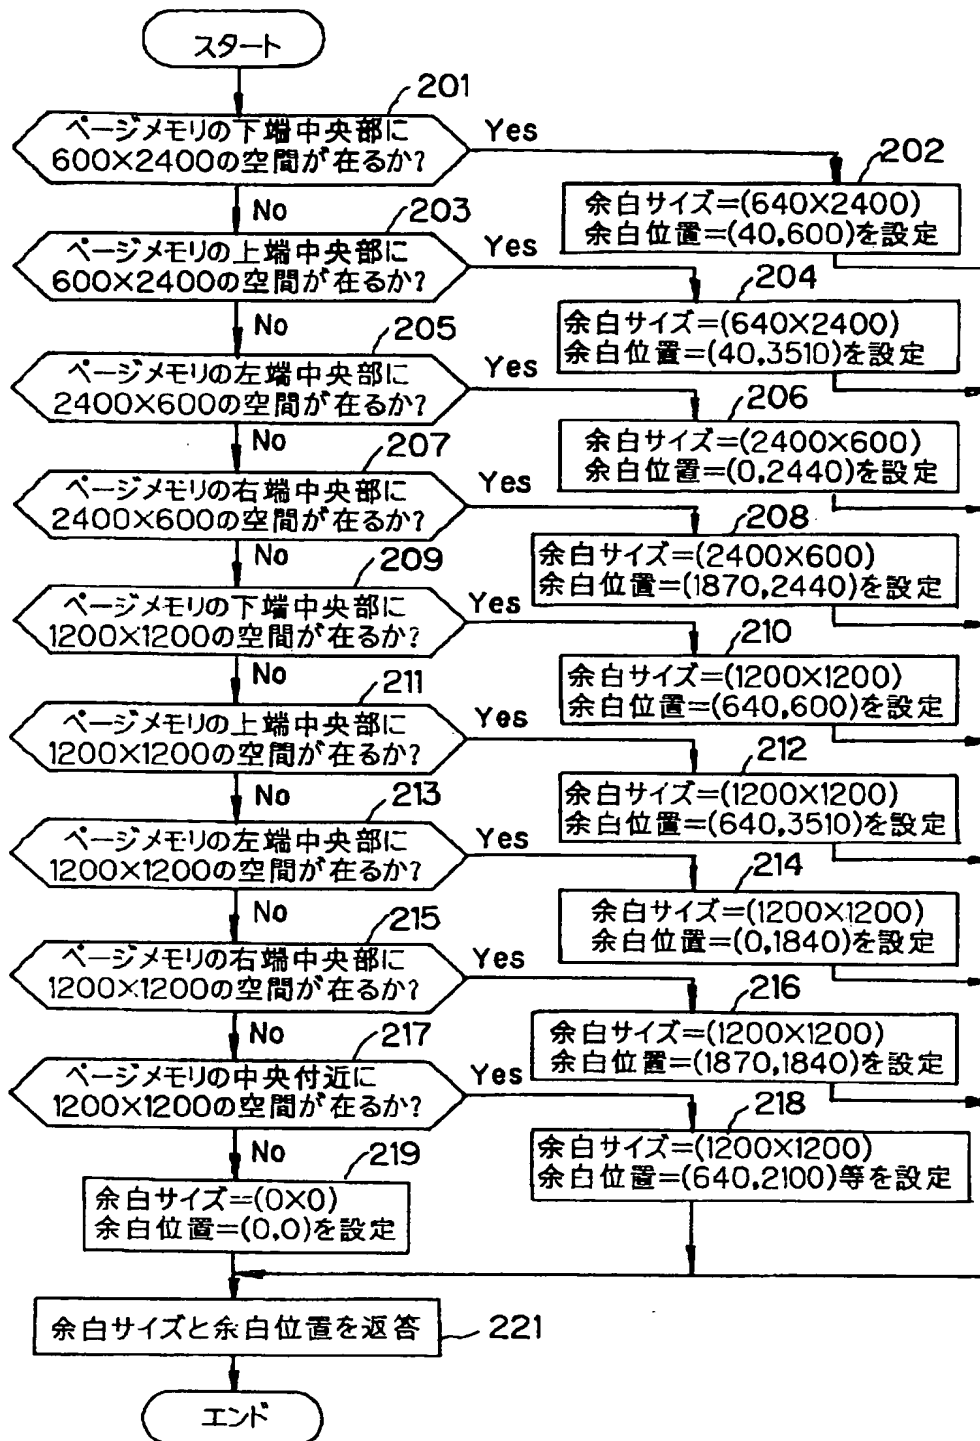 スタート
201
ページメモリの下端中央部に
600×2400の空間が在るか?
Yes
202
余白サイズ=(640×2400)
余白位置=(40,600)を設定
No
203
ページメモリの上端中央部に
600×2400の空間が在るか?
Yes
204
余白サイズ=(640×2400)
余白位置=(40,3510)を設定
No
205
ページメモリの左端中央部に
2400×600の空間が在るか?
Yes
206
余白サイズ=(2400×600)
余白位置=(0,2440)を設定
No
207
ページメモリの右端中央部に
2400×600の空間が在るか?
Yes
208
余白サイズ=(2400×600)
余白位置=(1870,2440)を設定
No
209
ページメモリの下端中央部に
1200×1200の空間が在るか?
Yes
210
余白サイズ=(1200×1200)
余白位置=(640,600)を設定
No
211
ページメモリの上端中央部に
1200×1200の空間が在るか?
Yes
212
余白サイズ=(1200×1200)
余白位置=(640,3510)を設定
No
213
ページメモリの左端中央部に
1200×1200の空間が在るか?
Yes
214
余白サイズ=(1200×1200)
余白位置=(0,1840)を設定
No
215
ページメモリの右端中央部に
1200×1200の空間が在るか?
Yes
216
余白サイズ=(1200×1200)
余白位置=(1870,1840)を設定
No
217
ページメモリの中央付近に
1200×1200の空間が在るか?
Yes
218
余白サイズ=(1200×1200)
余白位置=(640,2100)等を設定
No
219
余白サイズ=(0×0)
余白位置=(0,0)を設定
余白サイズと余白位置を返答
221
エンド